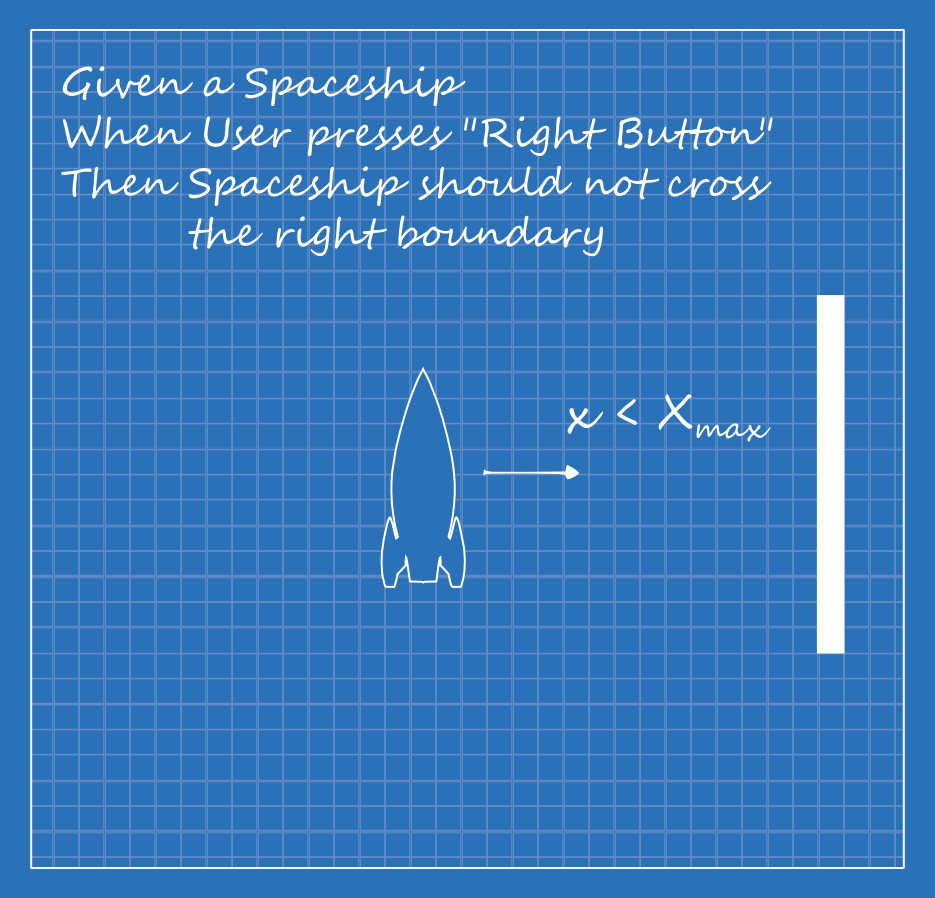 Given a Spaceship
When User presses "Right Button"
Then Spaceship should not cross
the right boundary
x < Xmax